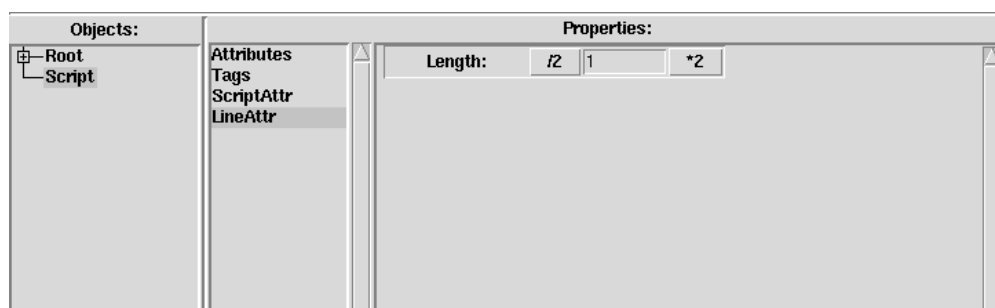 Objects:
Properties:
Root
Script
Attributes
Tags
ScriptAttr
LineAttr
Length: /2 1 *2